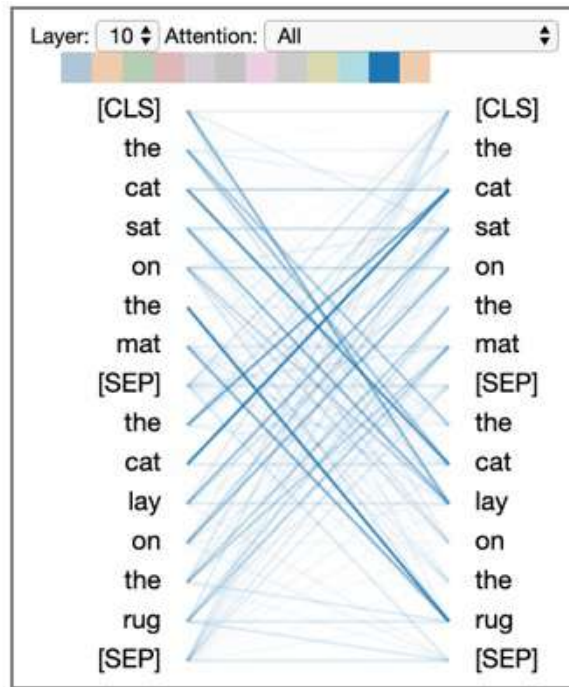 Layer: 10 Attention: All
[CLS] [CLS]
the the
cat cat
sat sat
on on
the the
mat mat
[SEP] [SEP]
the the
cat cat
lay lay
on on
the the
rug rug
[SEP] [SEP]